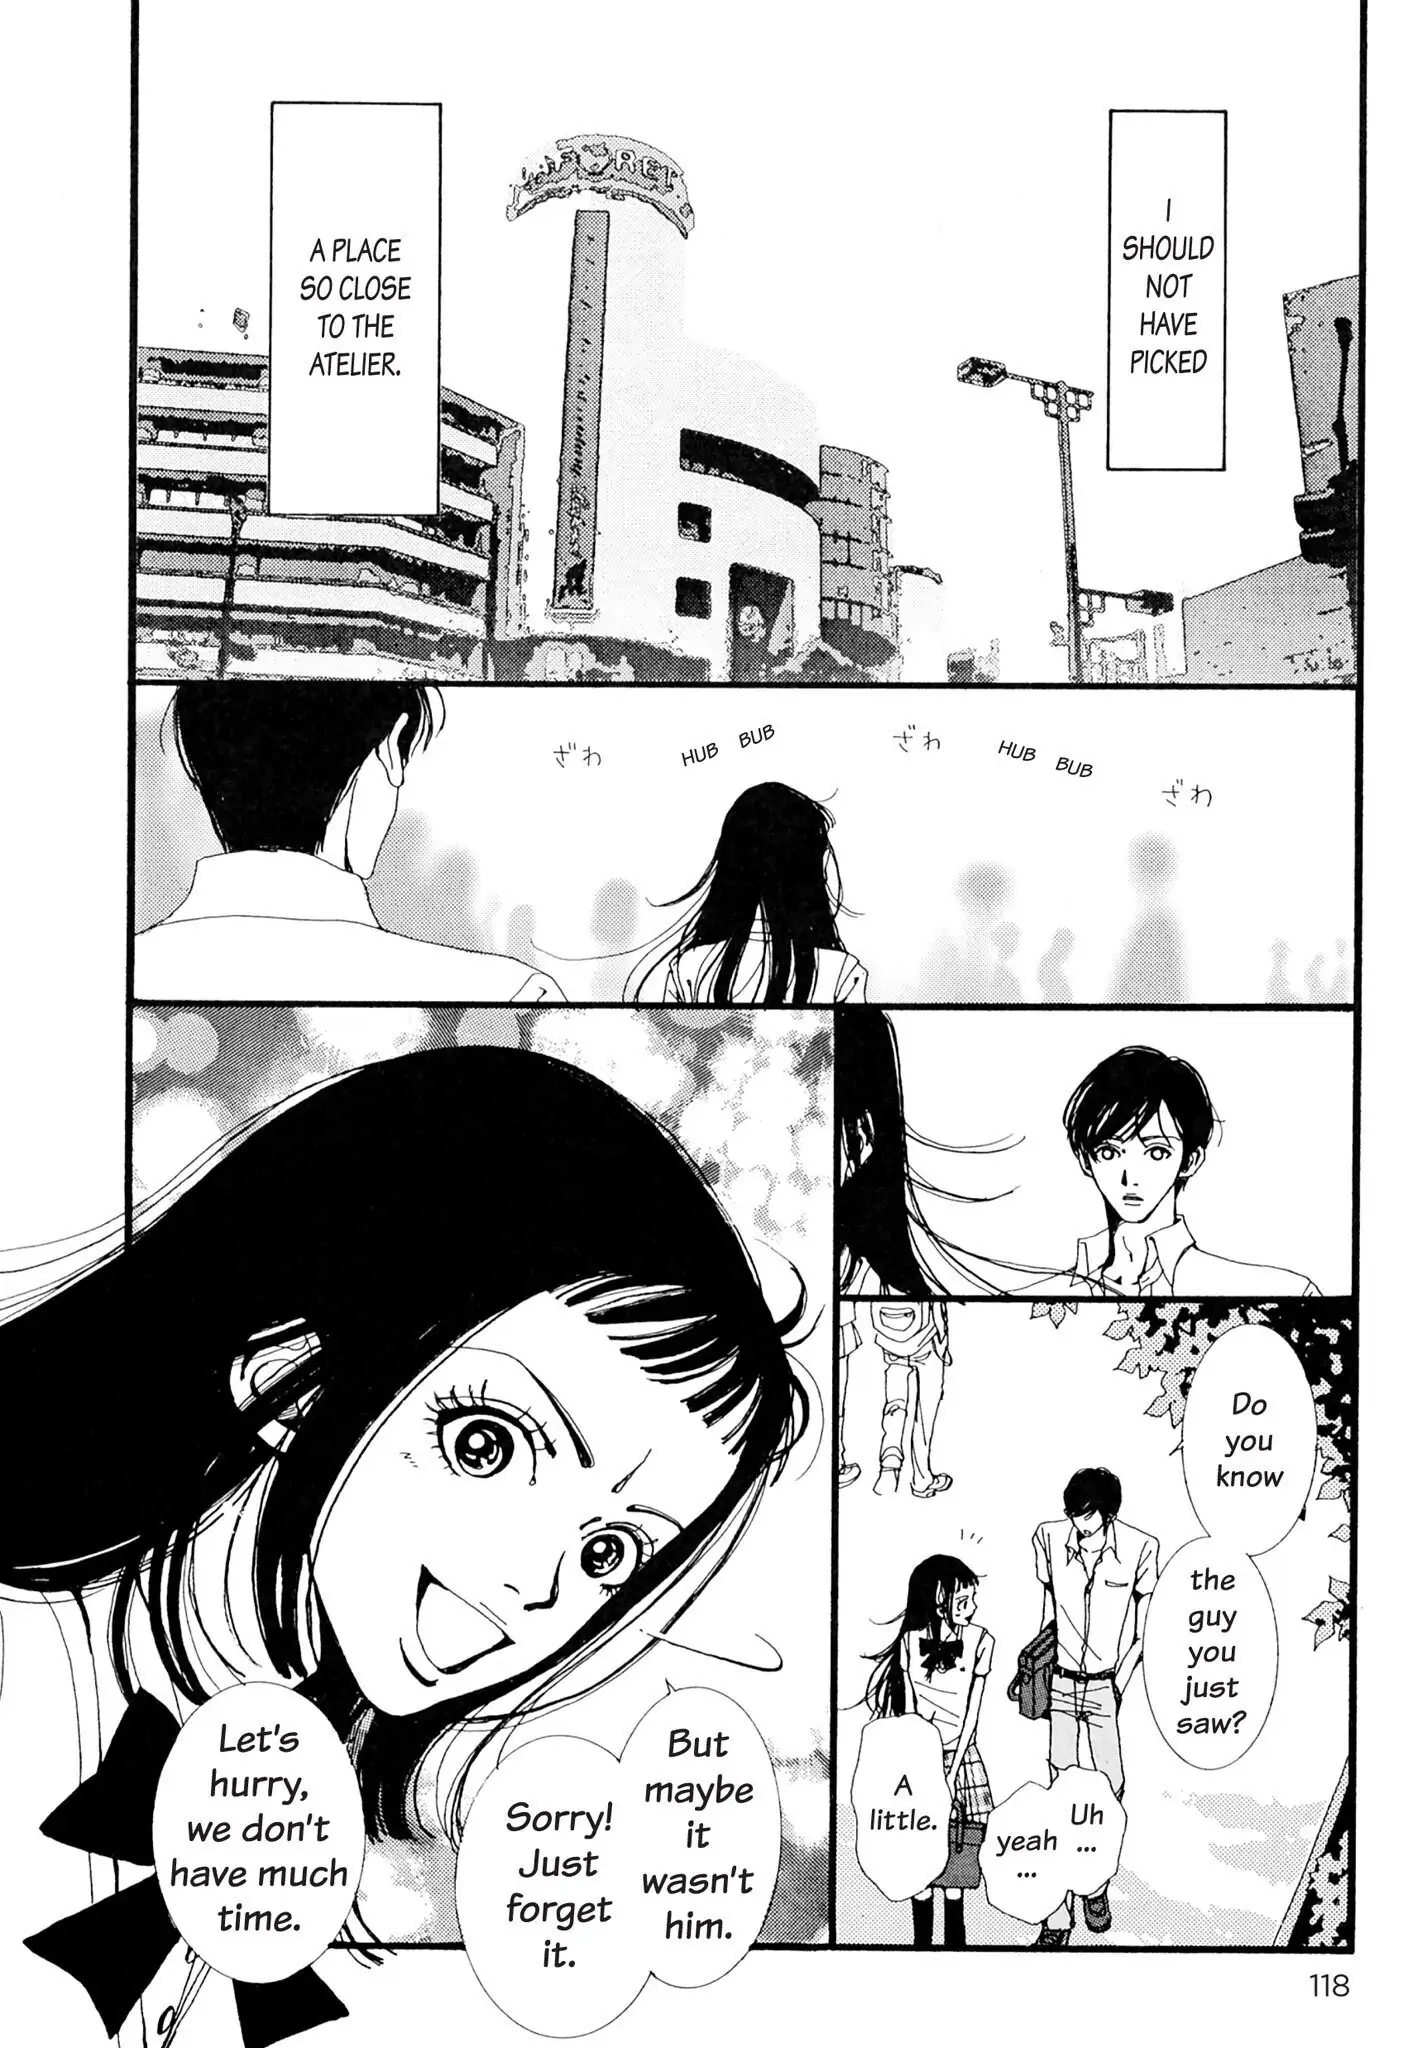 I
SHOULD
NOT
HAVE
PICKED
A PLACE
SO CLOSE
TO THE
ATELIER.
LAFORET
ざわ
HUB BUB
ざわ
HUB BUB
ざわ
Do
you
know
the
guy
you
just
saw?
Uh
...
yeah
...
A
little.
But
maybe
it
wasn't
him.
Sorry!
Just
forget
it.
Let's
hurry,
we don't
have much
time.
118